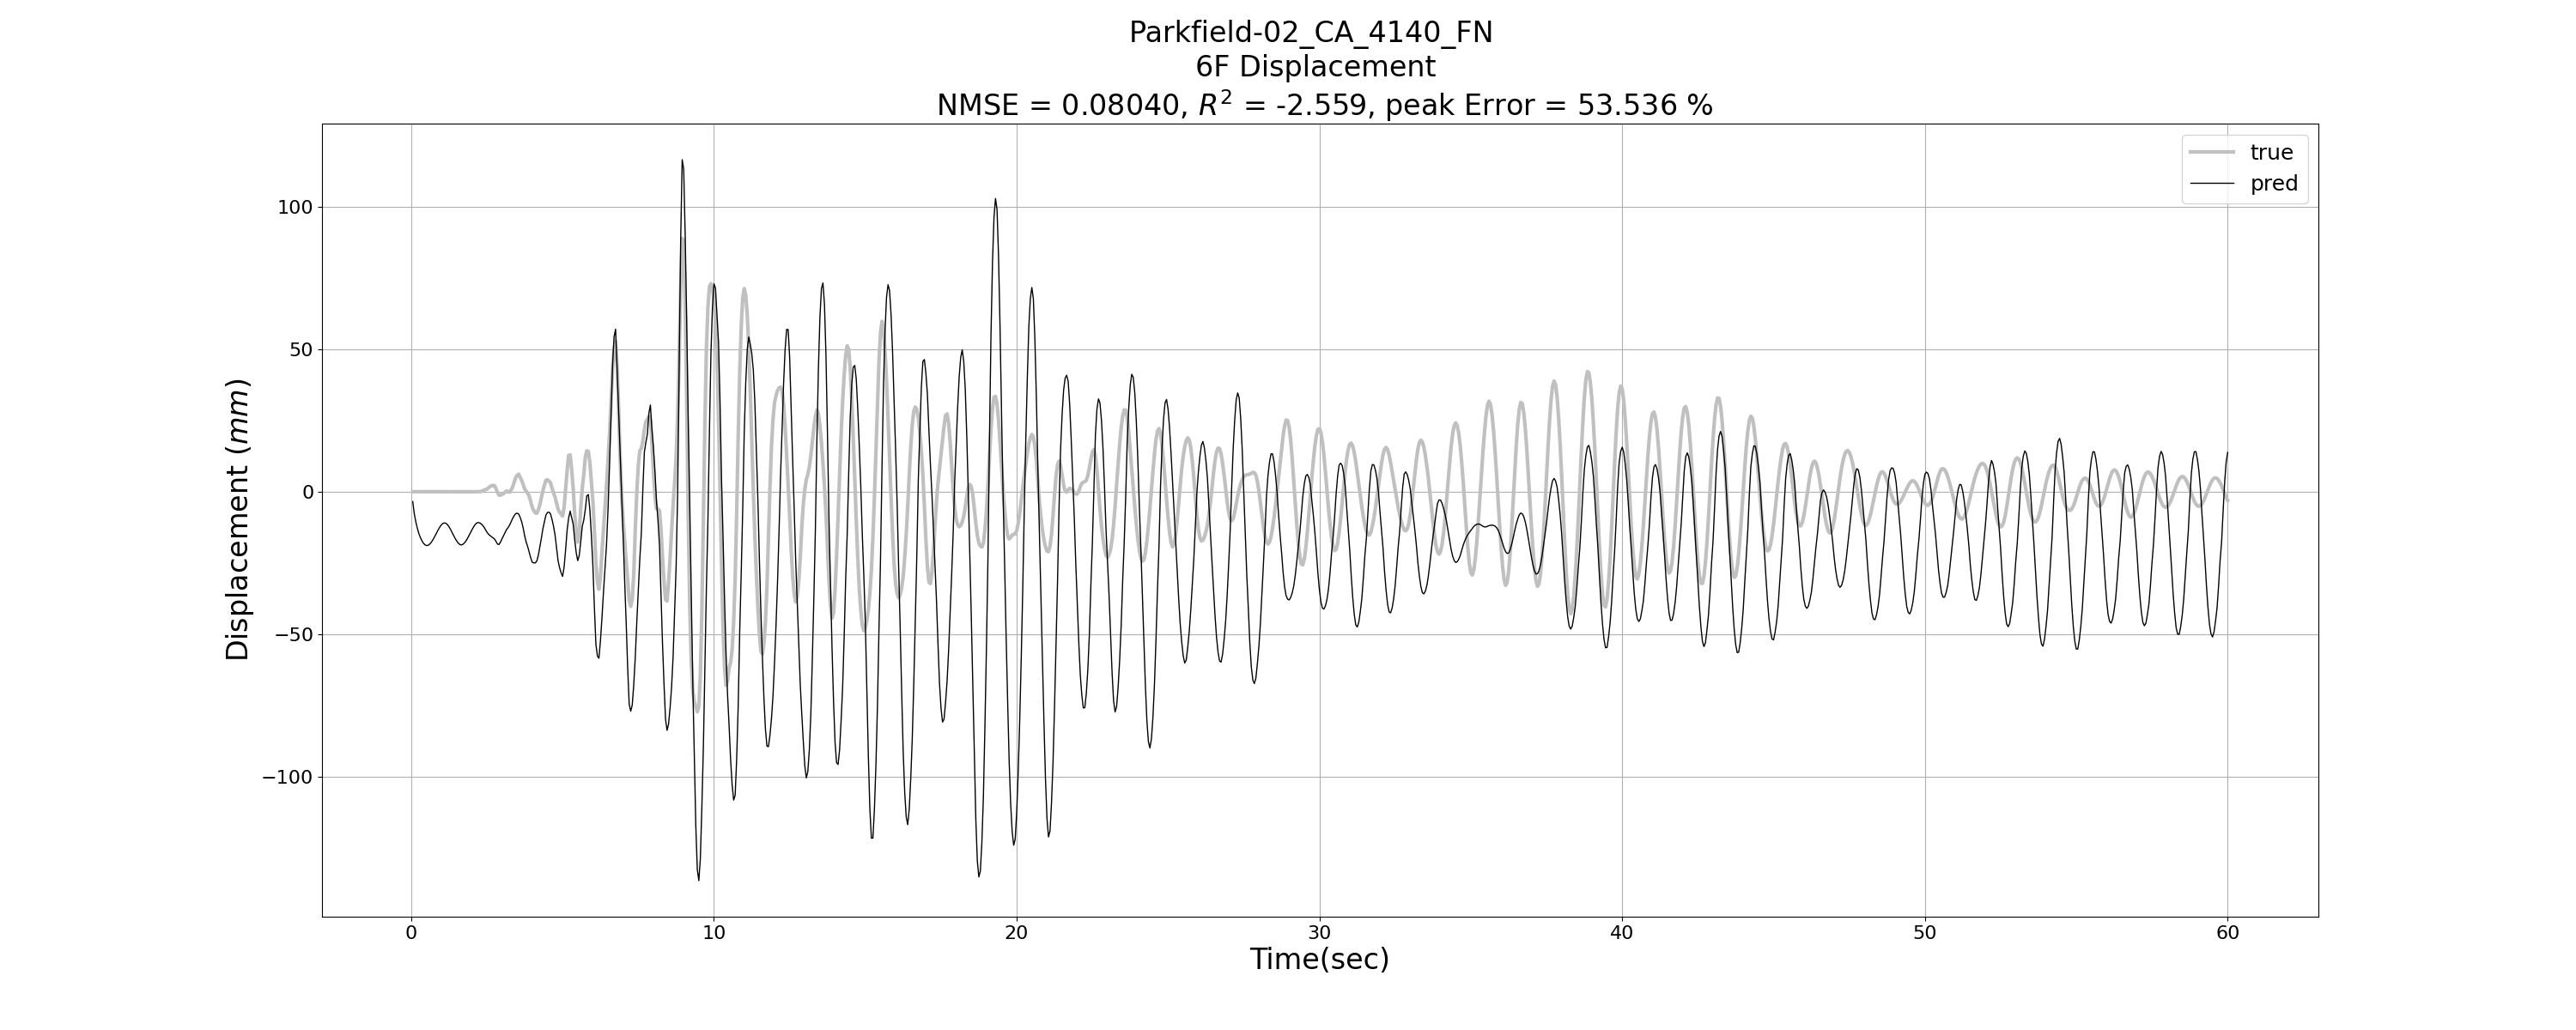 Parkfield-02_CA_4140_FN
6F Displacement
NMSE = 0.08040, R² = -2.559, peak Error = 53.536 %
true
pred
Displacement (mm)
100
50
0
−50
−100
0 10 20 30 40 50 60
Time(sec)